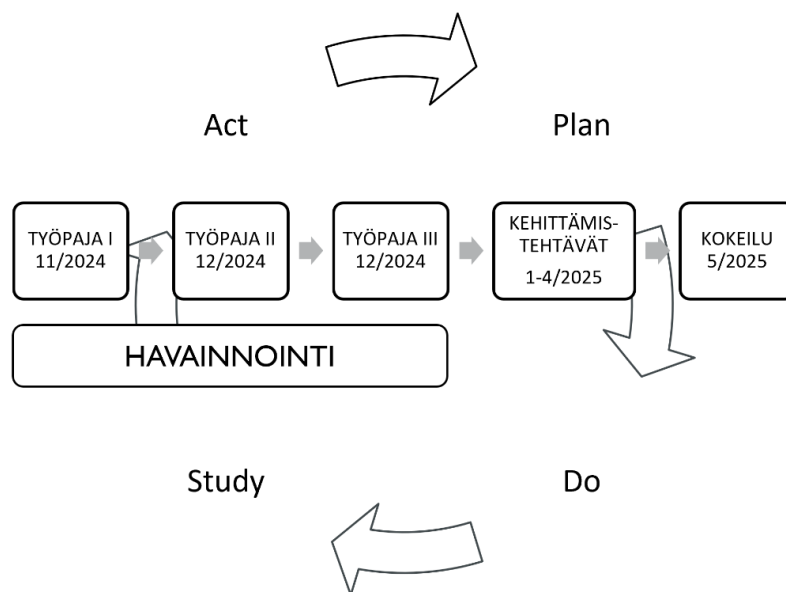 Act
Plan
TYÖPAJA I
11/2024
TYÖPAJA II
12/2024
TYÖPAJA III
12/2024
KEHITTÄMIS-
TEHTÄVÄT
1-4/2025
KOKEILU
5/2025
HAVAINNOINTI
Study
Do